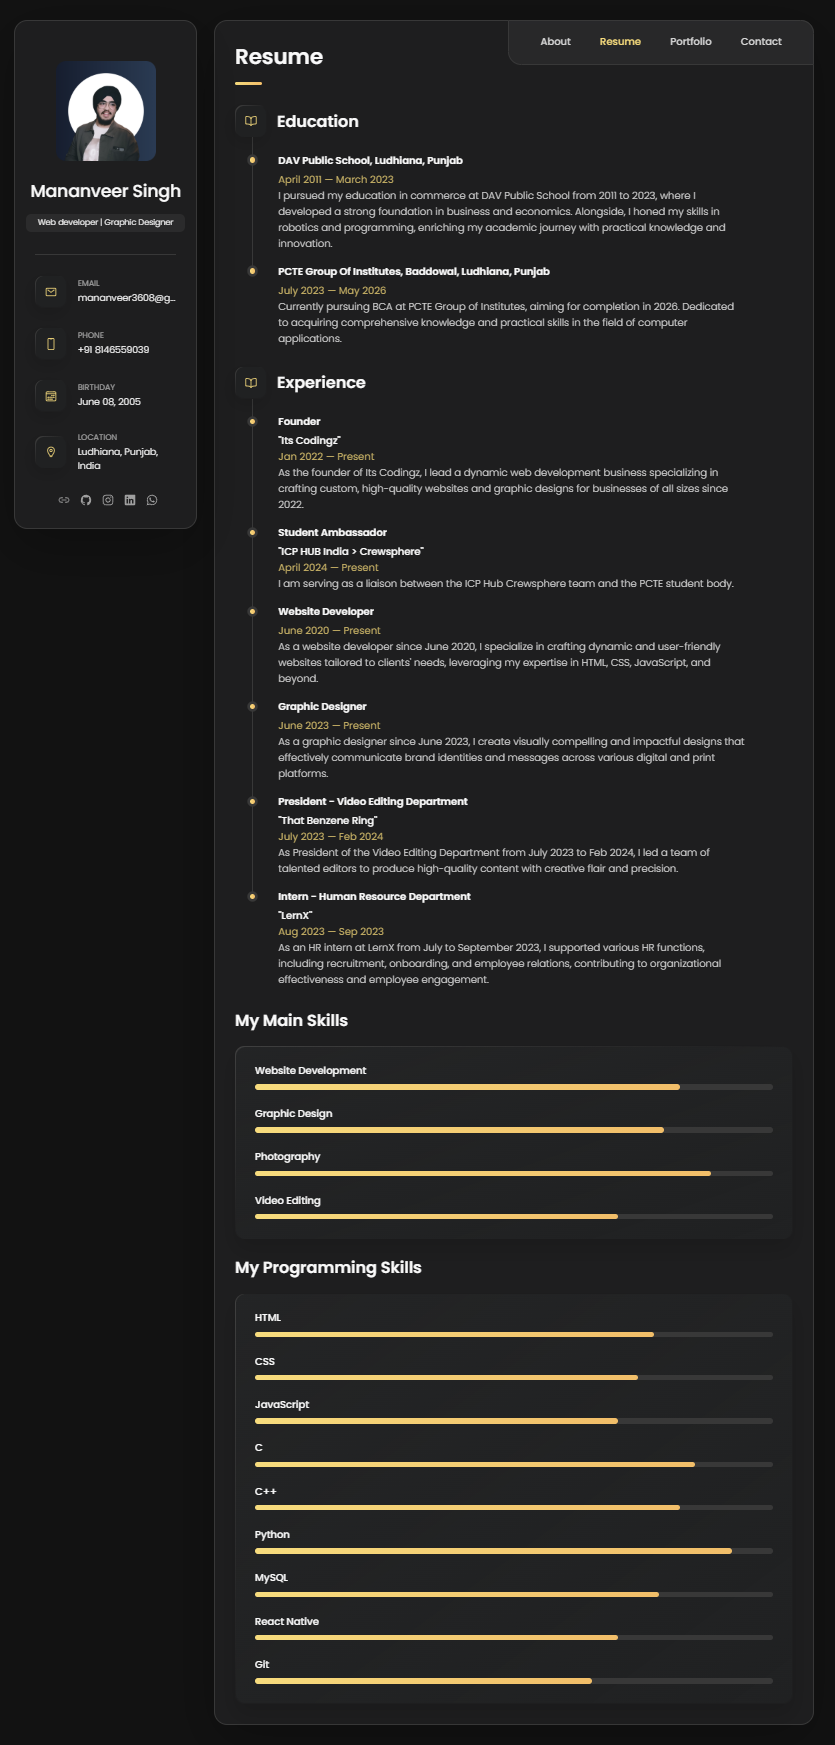 Mananveer Singh
Web developer | Graphic Designer
EMAIL
mananveer3608@g...
PHONE
+91 8146559039
BIRTHDAY
June 08, 2005
LOCATION
Ludhiana, Punjab,
India
About
Resume
Portfolio
Contact
Resume
Education
DAV Public School, Ludhiana, Punjab
April 2011 — March 2023
I pursued my education in commerce at DAV Public School from 2011 to 2023, where I
developed a strong foundation in business and economics. Alongside, I honed my skills in
robotics and programming, enriching my academic journey with practical knowledge and
innovation.
PCTE Group Of Institutes, Baddowal, Ludhiana, Punjab
July 2023 — May 2026
Currently pursuing BCA at PCTE Group of Institutes, aiming for completion in 2026. Dedicated
to acquiring comprehensive knowledge and practical skills in the field of computer
applications.
Experience
Founder
"Its Codingz"
Jan 2022 — Present
As the founder of Its Codingz, I lead a dynamic web development business specializing in
crafting custom, high-quality websites and graphic designs for businesses of all sizes since
2022.
Student Ambassador
"ICP HUB India > Crewsphere"
April 2024 — Present
I am serving as a liaison between the ICP Hub Crewsphere team and the PCTE student body.
Website Developer
June 2020 — Present
As a website developer since June 2020, I specialize in crafting dynamic and user-friendly
websites tailored to clients' needs, leveraging my expertise in HTML, CSS, JavaScript, and
beyond.
Graphic Designer
June 2023 — Present
As a graphic designer since June 2023, I create visually compelling and impactful designs that
effectively communicate brand identities and messages across various digital and print
platforms.
President - Video Editing Department
"That Benzene Ring"
July 2023 — Feb 2024
As President of the Video Editing Department from July 2023 to Feb 2024, I led a team of
talented editors to produce high-quality content with creative flair and precision.
Intern - Human Resource Department
"LernX"
Aug 2023 — Sep 2023
As an HR intern at LernX from July to September 2023, I supported various HR functions,
including recruitment, onboarding, and employee relations, contributing to organizational
effectiveness and employee engagement.
My Main Skills
Website Development
Graphic Design
Photography
Video Editing
My Programming Skills
HTML
CSS
JavaScript
C
C++
Python
MySQL
React Native
Git